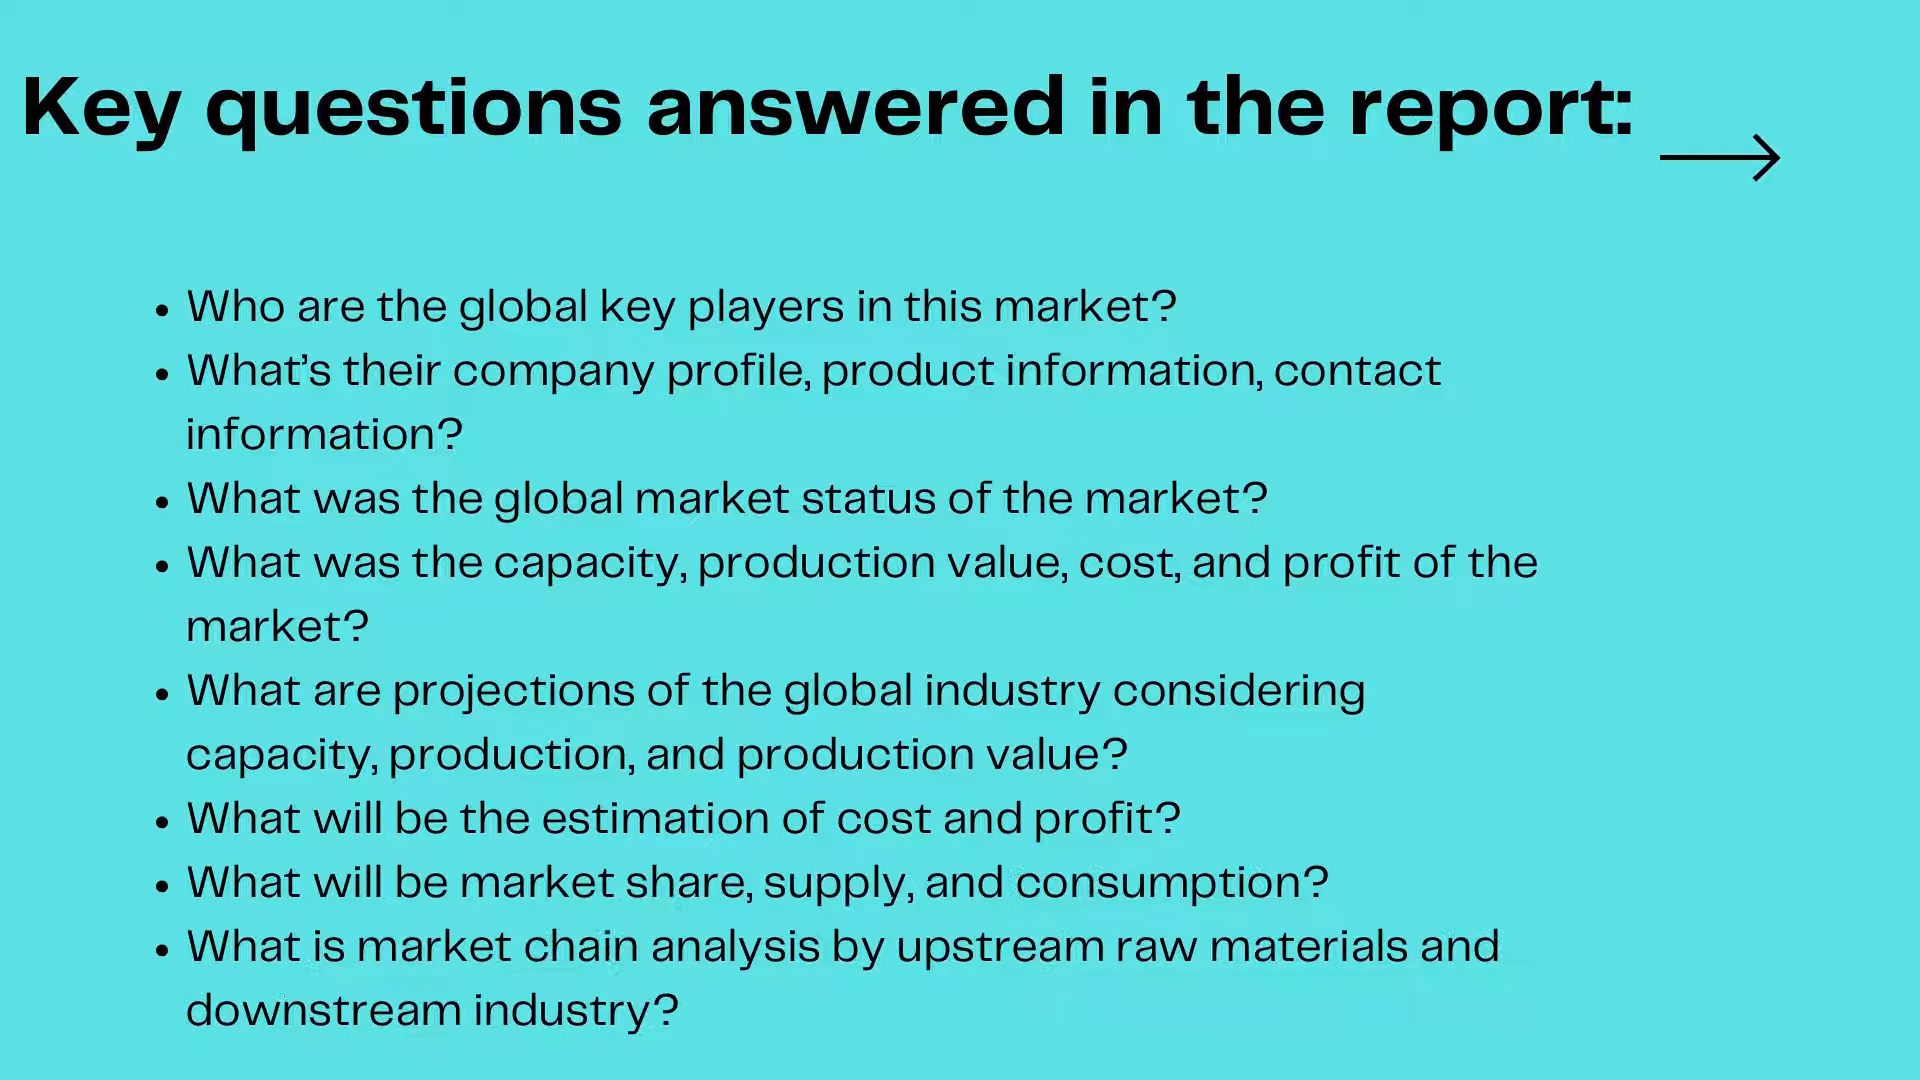 Key questions answered in the report:
• Who are the global key players in this market?
• What's their company profile, product information, contact
information?
• What was the global market status of the market?
• What was the capacity, production value, cost, and profit of the
market?
• What are projections of the global industry considering
capacity, production, and production value?
• What will be the estimation of cost and profit?
• What will be market share, supply, and consumption?
• What is market chain analysis by upstream raw materials and
downstream industry?